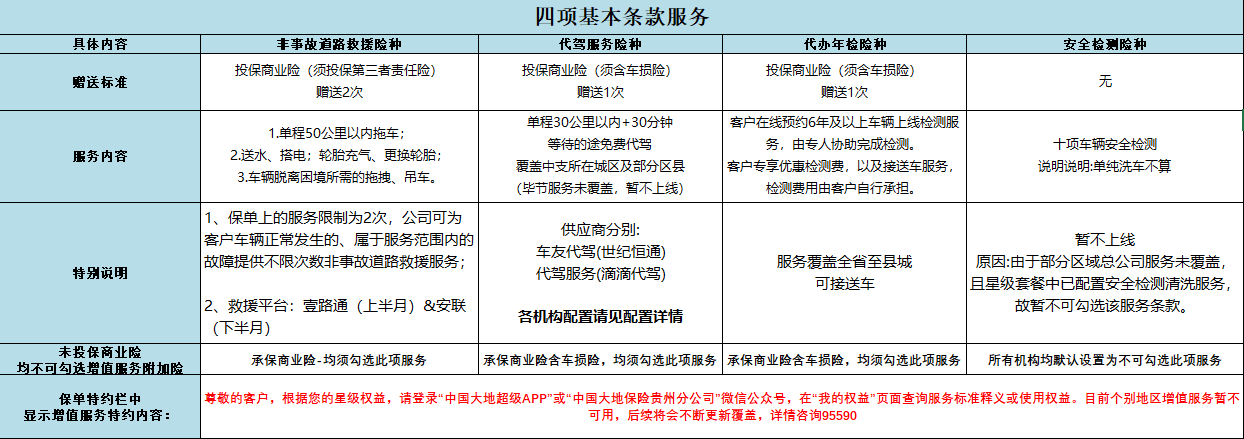 四项基本条款服务
具体内容
非事故道路救援险种
代驾服务险种
代办年检险种
安全检测险种
赠送标准
投保商业险（须投保第三者责任险）
赠送2次
投保商业险（须含车损险）
赠送1次
投保商业险（须含车损险）
赠送1次
无
服务内容
1.单程50公里以内拖车；
2.送水、搭电；轮胎充气、更换轮胎；
3.车辆脱离困境所需的拖拽、吊车。
单程30公里以内+30分钟
等待的途免费代驾
覆盖中支所在城区及部分区县
（毕节服务未覆盖，暂不上线）
客户在线预约6年及以上车辆上线检测服
务，由专人协助完成检测。
客户专享优惠检测费，以及接送车服务，
检测费用由客户自行承担。
十项车辆安全检测
说明说明:单纯洗车不算
特别说明
1、保单上的服务限制为2次，公司可为
客户车辆正常发生的、属于服务范围内的
故障提供不限次数非事故道路救援服务；
2、救援平台：壹路通（上半月）&安联
（下半月）
供应商分别:
车友代驾(世纪恒通)
代驾服务(滴滴代驾)
各机构配置请见配置详情
服务覆盖全省至县城
可接送车
暂不上线
原因:由于部分区域总公司服务未覆盖，
且星级套餐中已配置安全检测清洗服务，
故暂不可勾选该服务条款。
未投保商业险
均不可勾选增值服务附加险
承保商业险-均须勾选此项服务
承保商业险含车损险，均须勾选此项服务
承保商业险含车损险，均须勾选此项服务
所有机构均默认设置为不可勾选此项服务
保单特约栏中
显示增值服务特约内容：
尊敬的客户，根据您的星级权益，请登录“中国大地超级APP”或“中国大地保险贵州分公司”微信公众号，在“我的权益”页面查询服务标准释义或使用权益。目前个别地区增值服务暂不
可用，后续将会不断更新覆盖，详情咨询95590